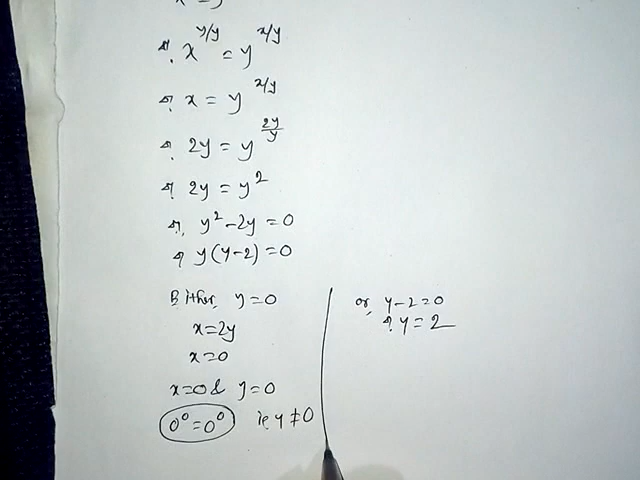 বা, x^{y/y} = y^{x/y}
বা, x = y^{x/y}
বা, 2y = y^{\frac{2y}{y}}
বা, 2y = y^2
বা, y^2 - 2y = 0
বা y(y-2) = 0
Either, y = 0
x = 2y
x = 0
x = 0 & y = 0
0^0 = 0^0 ie, y ≠ 0
or, y - 2 = 0
বা, y = 2